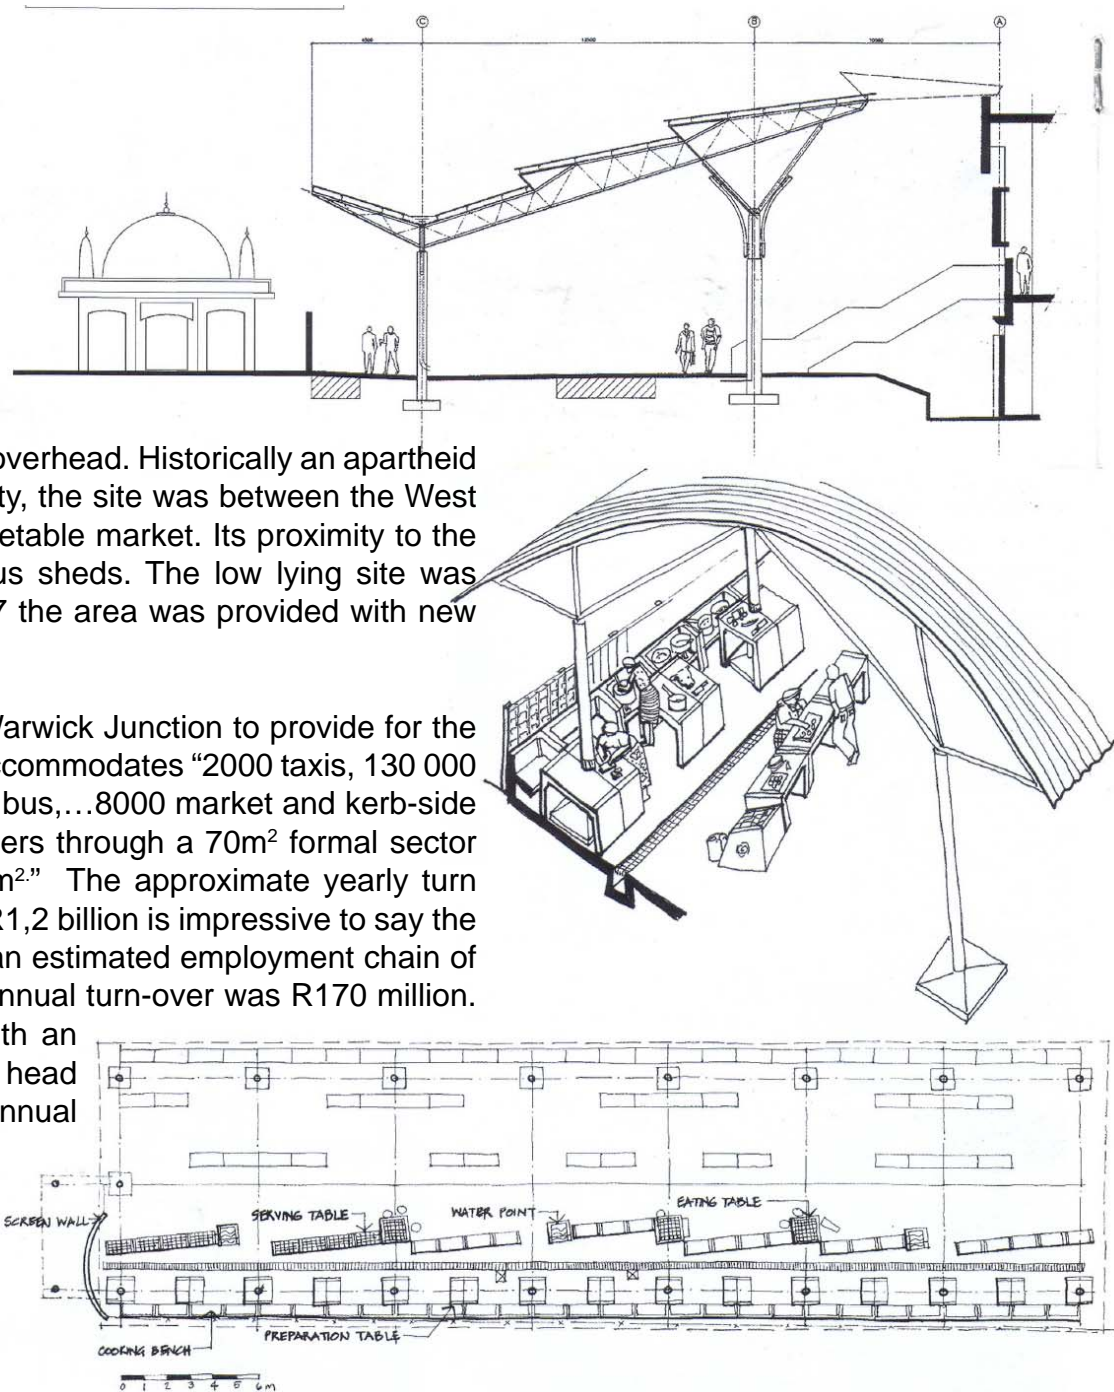 C
B
A
overhead. Historically an apartheid
ty, the site was between the West
etable market. Its proximity to the
us sheds. The low lying site was
7 the area was provided with new
Warwick Junction to provide for the
ccommodates “2000 taxis, 130 000
bus,…8000 market and kerb-side
ers through a 70m² formal sector
m².” The approximate yearly turn
R1,2 billion is impressive to say the
an estimated employment chain of
annual turn-over was R170 million.
th an
head
nnual
SCREEN WALL
SERVING TABLE
WATER POINT
EATING TABLE
COOKING BENCH
PREPARATION TABLE
0 1 2 3 4 5 6m